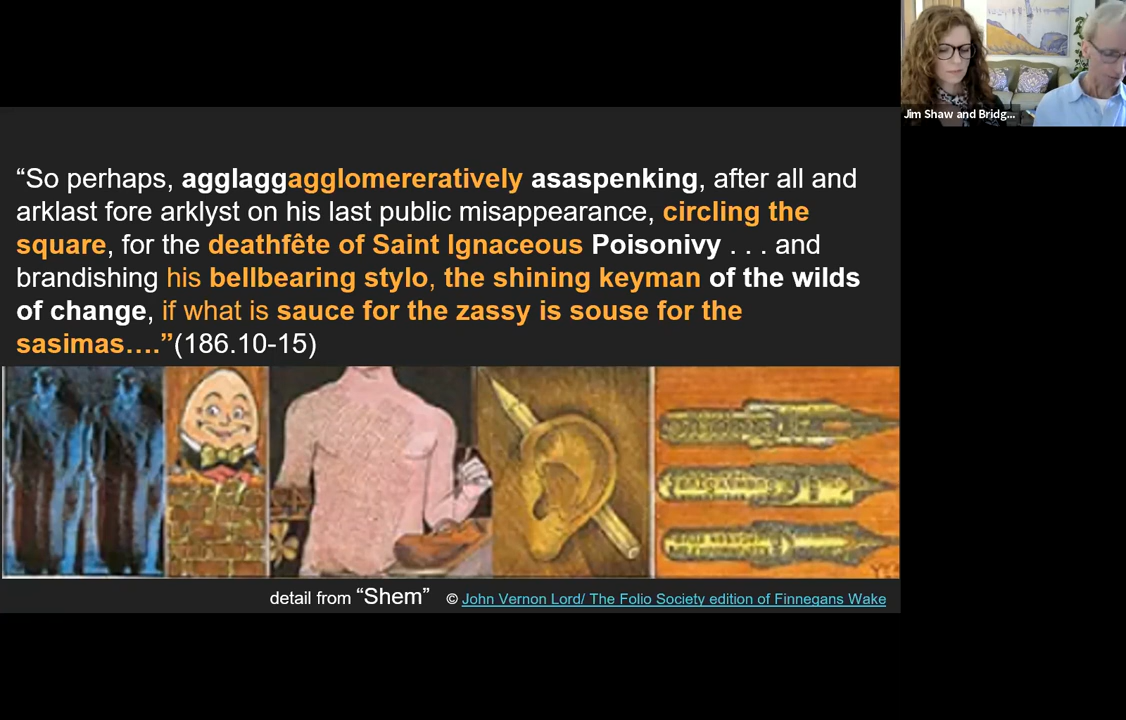 “So perhaps, agglaggagglomereratively asaspenking, after all and
arklast fore arklyst on his last public misappearance, circling the
square, for the deathfête of Saint Ignaceous Poisonivy . . . and
brandishing his bellbearing stylo, the shining keyman of the wilds
of change, if what is sauce for the zassy is souse for the
sasimas….”(186.10-15)
detail from “Shem” © John Vernon Lord/ The Folio Society edition of Finnegans Wake
Jim Shaw and Bridg...